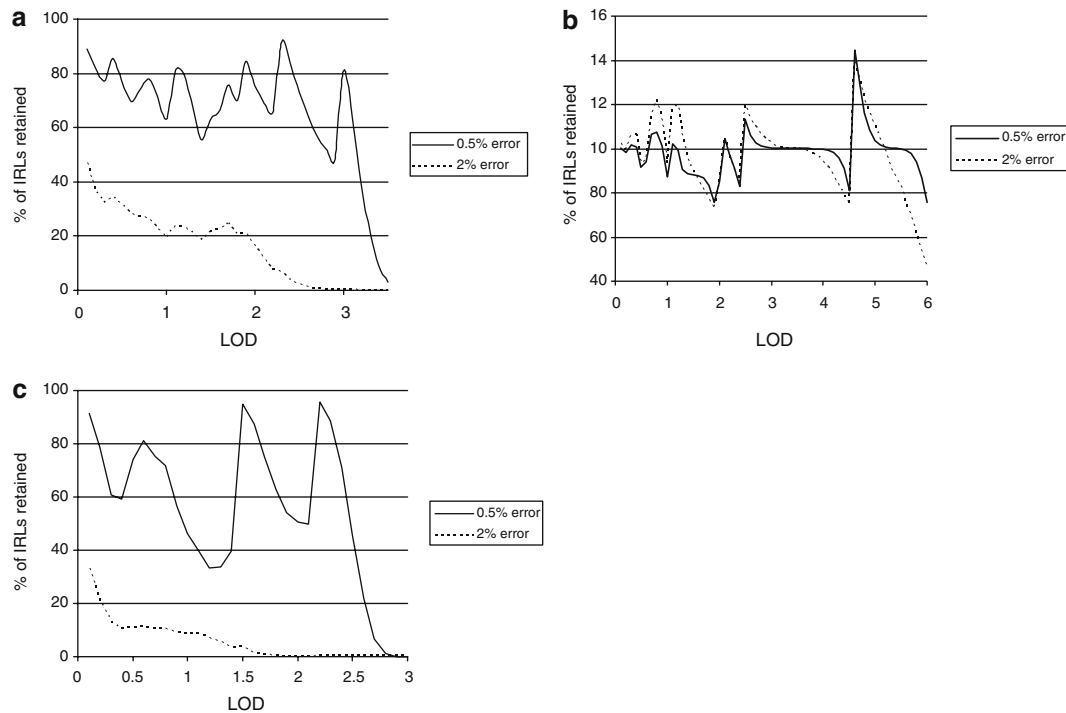 a
% of IRLs retained
100
80
60
40
20
0
0 1 2 3
LOD
0.5% error
2% error
b
% of IRLs retained
16
14
12
10
80
60
40
0 1 2 3 4 5 6
LOD
0.5% error
2% error
c
% of IRLs retained
100
80
60
40
20
0
0 0.5 1 1.5 2 2.5 3
LOD
0.5% error
2% error